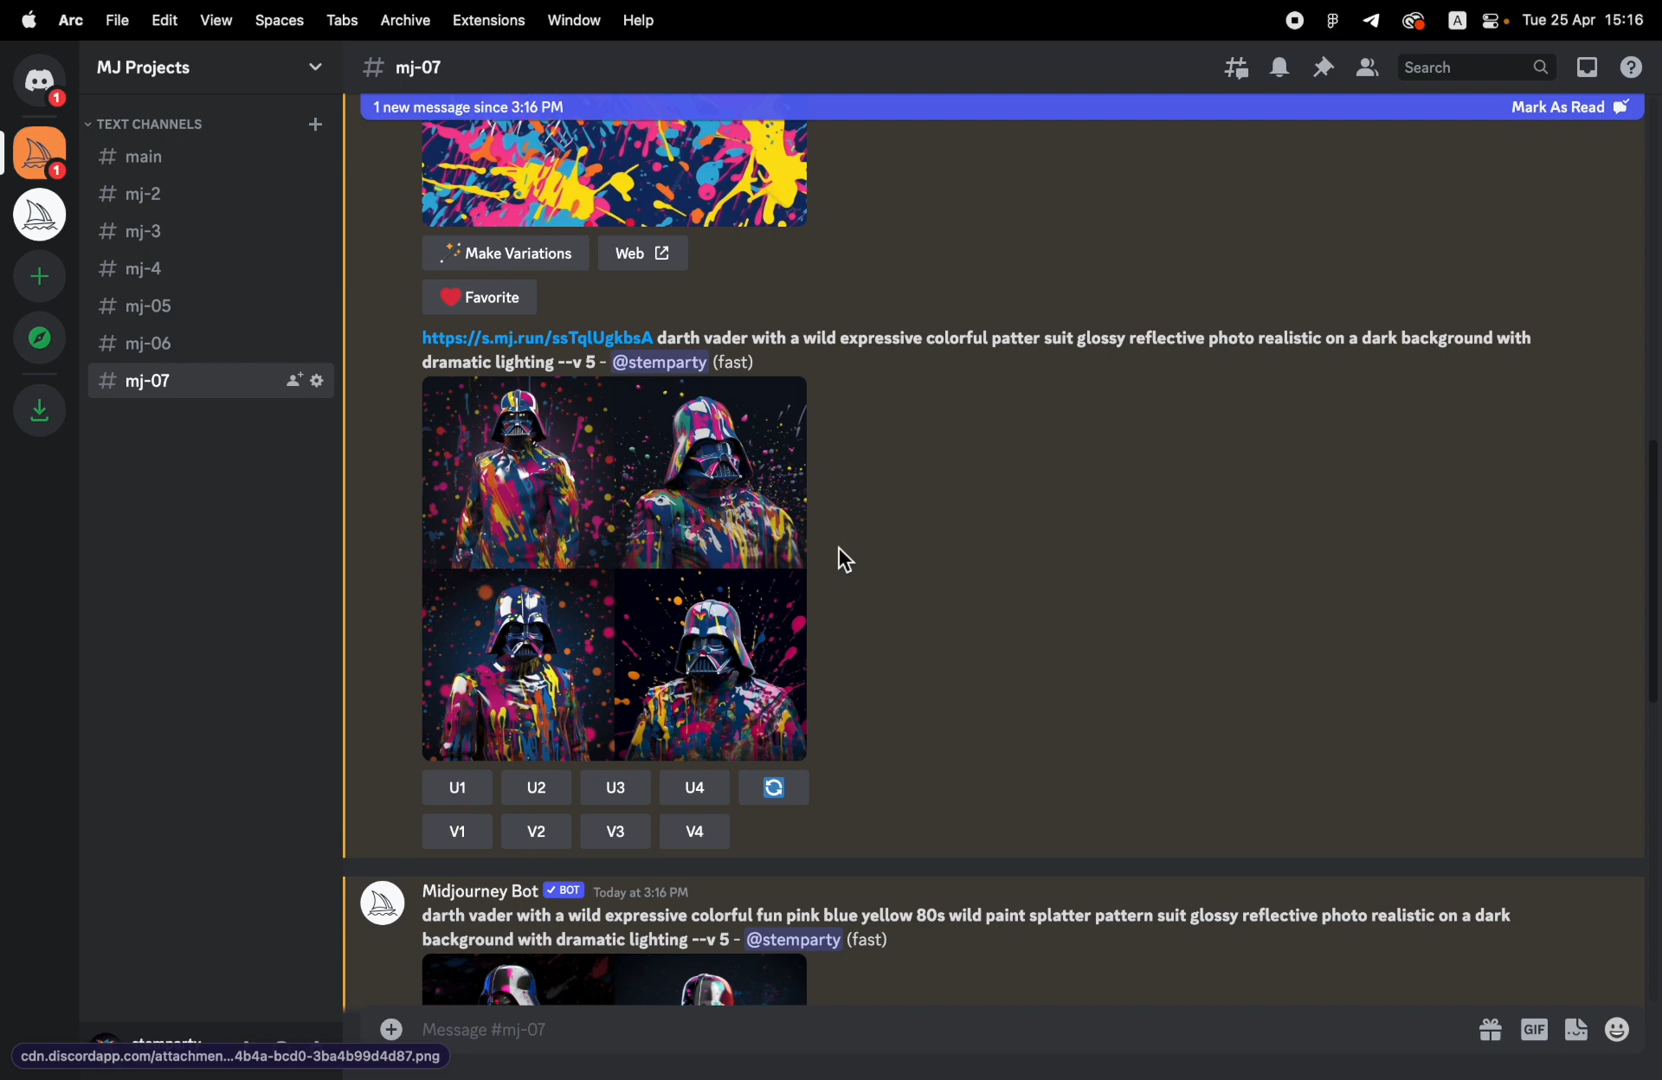 Arc File Edit View Spaces Tabs Archive Extensions Window Help A Tue 25 Apr 15:16
1
MJ Projects
# mj-07
Search
1 new message since 3:16 PM
Mark As Read
TEXT CHANNELS
1
# main
# mj-2
# mj-3
# mj-4
# mj-05
# mj-06
# mj-07
Make Variations
Web
Favorite
https://s.mj.run/ssTqlUgkbsA darth vader with a wild expressive colorful patter suit glossy reflective photo realistic on a dark background with
dramatic lighting --v 5 - @stemparty (fast)
U1 U2 U3 U4
V1 V2 V3 V4
Midjourney Bot ✓ BOT Today at 3:16 PM
darth vader with a wild expressive colorful fun pink blue yellow 80s wild paint splatter pattern suit glossy reflective photo realistic on a dark
background with dramatic lighting --v 5 - @stemparty (fast)
Message #mj-07
GIF
cdn.discordapp.com/attachmen...4b4a-bcd0-3ba4b99d4d87.png